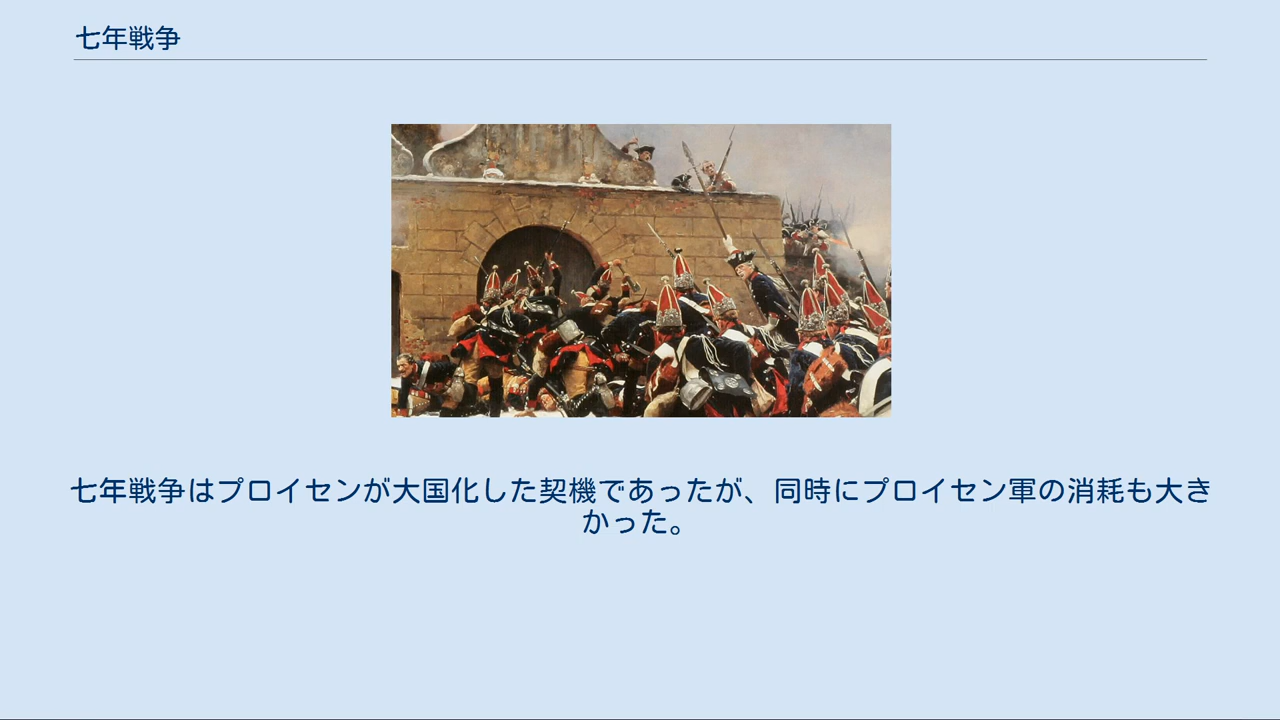 七年戦争
七年戦争はプロイセンが大国化した契機であったが、同時にプロイセン軍の消耗も大き
かった。